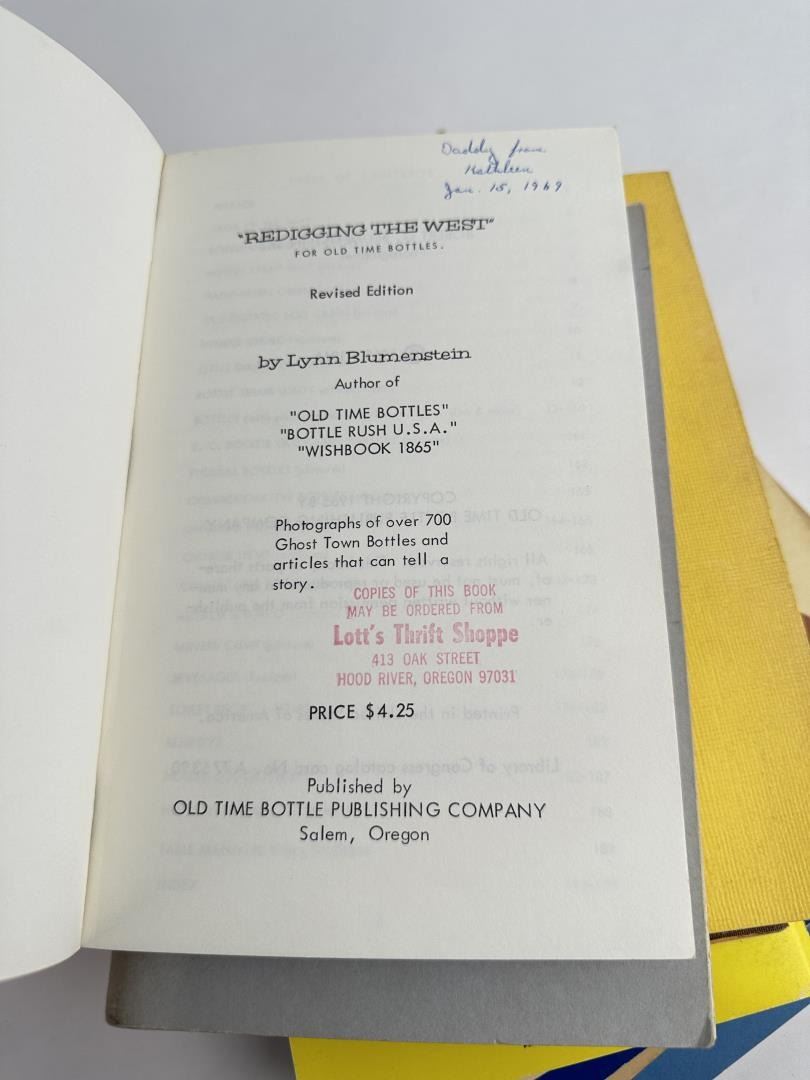 Daddy from
Kathleen
Jan. 15, 1969
"REDIGGING THE WEST"
FOR OLD TIME BOTTLES.
Revised Edition
by Lynn Blumenstein
Author of
"OLD TIME BOTTLES"
"BOTTLE RUSH U.S.A."
"WISHBOOK 1865"
Photographs of over 700
Ghost Town Bottles and
articles that can tell a
story.
COPIES OF THIS BOOK
MAY BE ORDERED FROM
Lott's Thrift Shoppe
413 OAK STREET
HOOD RIVER, OREGON 97031
PRICE $4.25
Published by
OLD TIME BOTTLE PUBLISHING COMPANY
Salem, Oregon